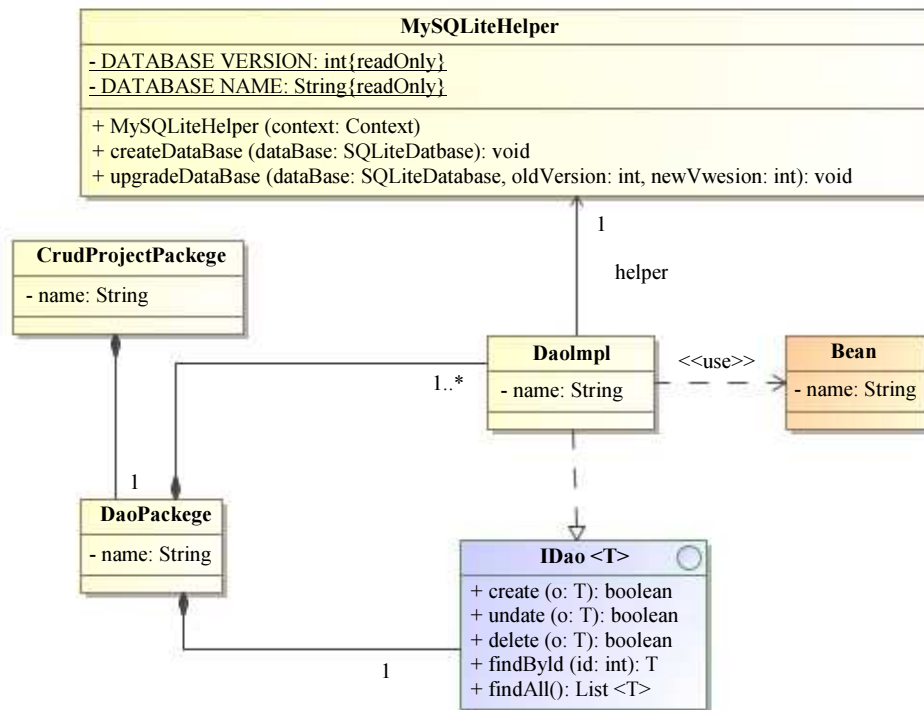 MySQLiteHelper
- DATABASE VERSION: int{readOnly}
- DATABASE NAME: String{readOnly}
+ MySQLiteHelper (context: Context)
+ createDataBase (dataBase: SQLiteDatbase): void
+ upgradeDataBase (dataBase: SQLiteDatabase, oldVersion: int, newVwesion: int): void
1
helper
CrudProjectPackege
- name: String
DaoImpl
- name: String
<<use>>
Bean
- name: String
1..*
1
DaoPackege
- name: String
IDao <T>
+ create (o: T): boolean
+ undate (o: T): boolean
+ delete (o: T): boolean
+ findById (id: int): T
+ findAll(): List <T>
1